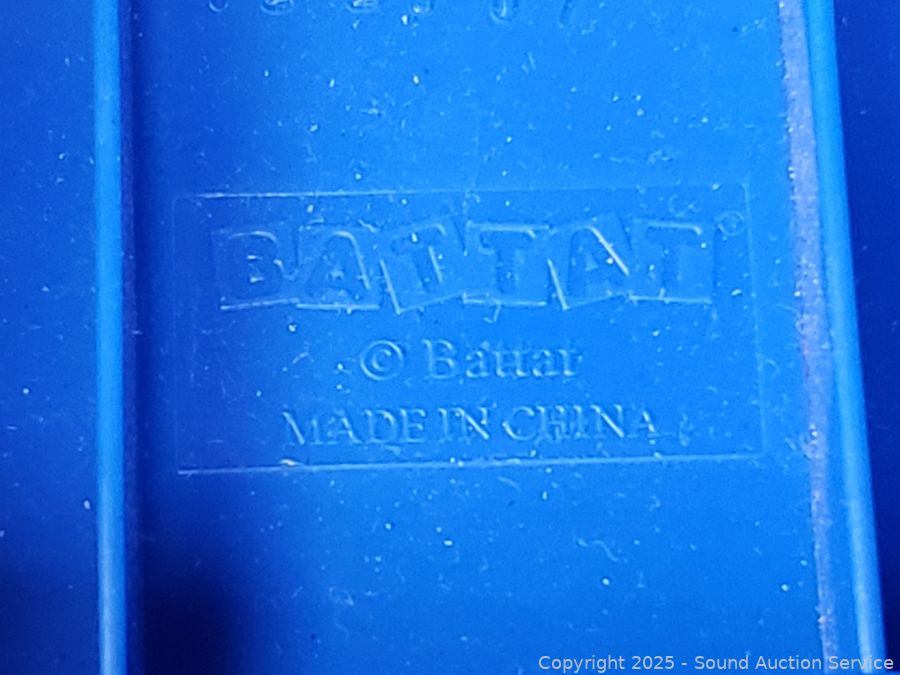 BATTAT®
© Battat
MADE IN CHINA
Copyright 2025 - Sound Auction Service